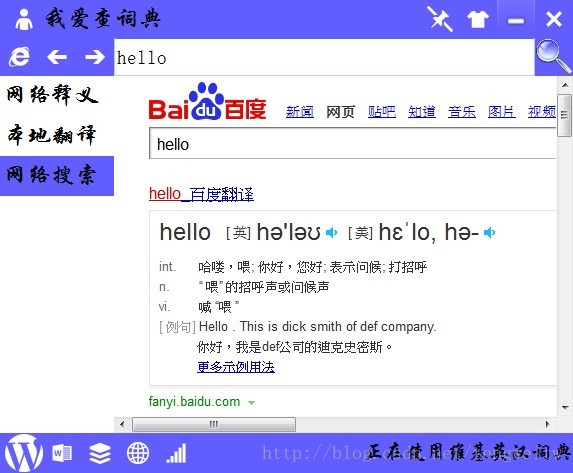 我爱查词典
hello
网络释义
本地翻译
网络搜索
Bai du 百度 新闻 网页 贴吧 知道 音乐 图片 视频
hello
hello_百度翻译
hello [英] hə'ləʊ [英] hɛˈlo, hə-
int. 哈喽，喂; 你好，您好; 表示问候; 打招呼
n. “喂”的招呼声或问候声
vi. 喊“喂”
[例句] Hello . This is dick smith of def company.
你好，我是def公司的迪克史密斯。
更多示例用法
fanyi.baidu.com
正在使用维基英汉词典
http://blog.csdn.net/